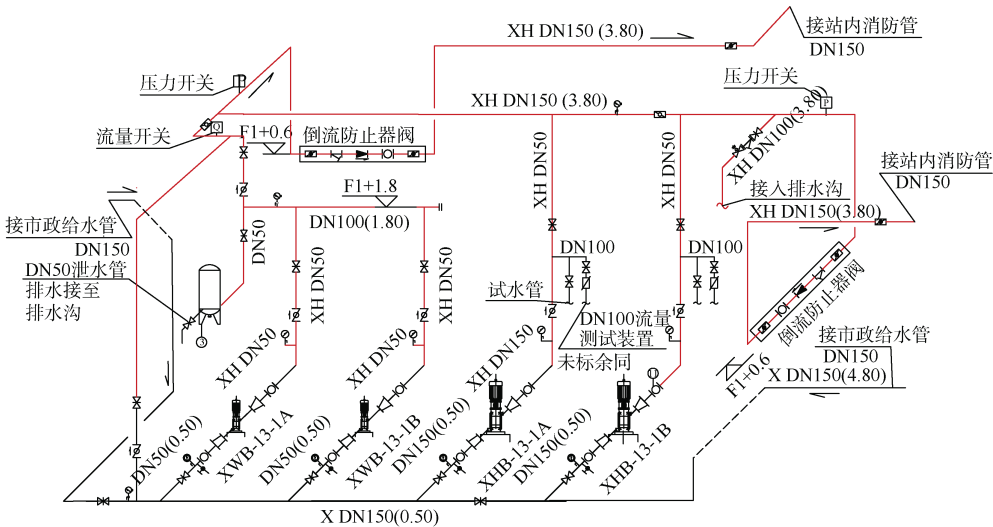 XH DN150 (3.80)
接站内消防管
DN150
压力开关
压力开关
XH DN150 (3.80)
P
流量开关
Q
F1+0.6
倒流防止器阀
XH DN50
XH DN50
XH DN100(3.80)
接站内消防管
DN150
F1+1.8
接入排水沟
XH DN150(3.80)
接市政给水管
DN150
DN50
DN100(1.80)
DN100
DN100
DN50泄水管
排水接至
排水沟
XH DN50
XH DN50
试水管
DN100流量
测试装置
未标余同
倒流防止器阀
接市政给水管
DN150
X DN150(4.80)
F1+0.6
XH DN50
XH DN50
XH DN150
DN50(0.50)
XWB-13-1A
DN50(0.50)
XWB-13-1B
DN150(0.50)
XHB-13-1A
DN150(0.50)
XHB-13-1B
X DN150(0.50)